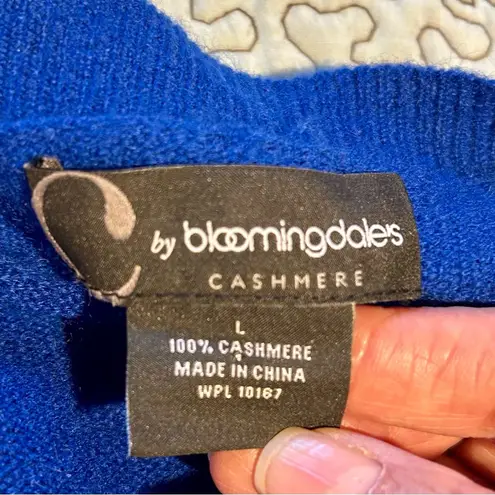 C by bloomingdale's
CASHMERE
L
100% CASHMERE
MADE IN CHINA
WPL 10167